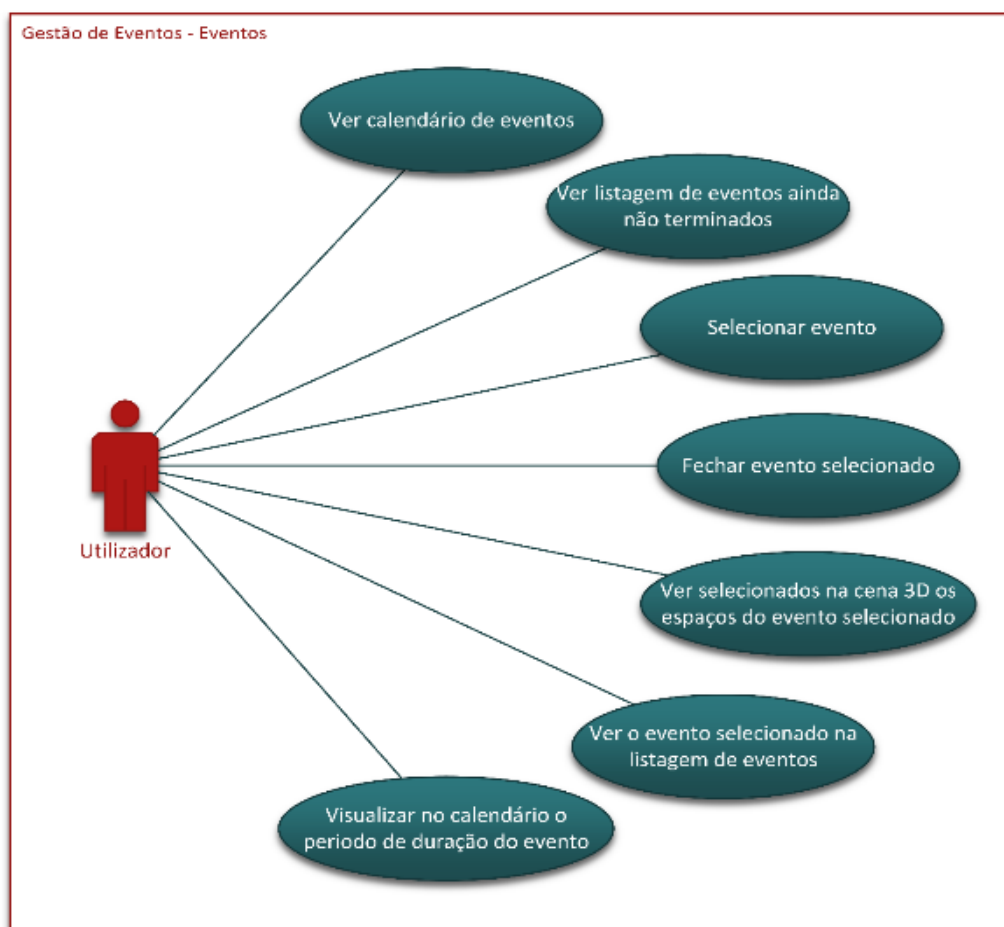 Gestão de Eventos - Eventos
Ver calendário de eventos
Ver listagem de eventos ainda
não terminados
Selecionar evento
Fechar evento selecionado
Utilizador
Ver selecionados na cena 3D os
espaços do evento selecionado
Ver o evento selecionado na
listagem de eventos
Visualizar no calendário o
periodo de duração do evento